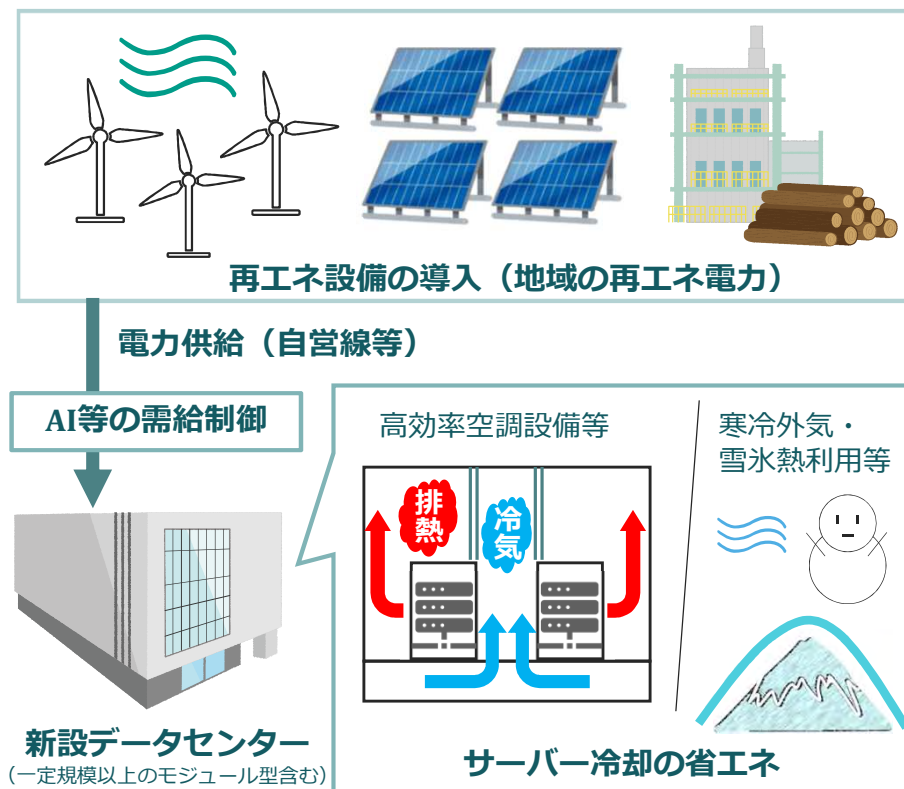 再エネ設備の導入（地域の再エネ電力）
電力供給（自営線等）
AI等の需給制御
新設データセンター
（一定規模以上のモジュール型含む）
高効率空調設備等
排熱
冷気
寒冷外気・
雪氷熱利用等
サーバー冷却の省エネ